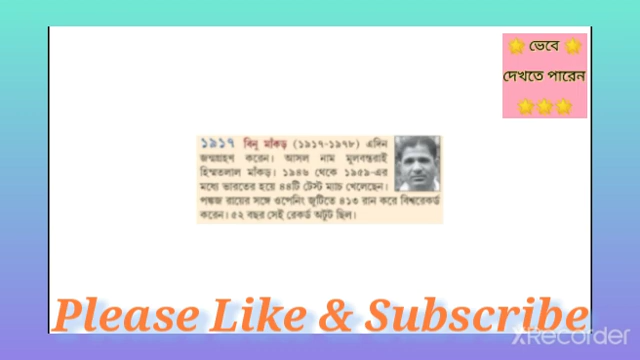 ⭐ ভেবে ⭐
দেখতে পারেন
⭐⭐⭐
১৯১৭ বিনু মাঁকড় (১৯১৭-১৯৭৮) এদিন
জন্মগ্রহণ করেন। আসল নাম মূলবন্তরাই
হিম্মতলাল মাঁকড়। ১৯৪৬ থেকে ১৯৫৯-এর
মধ্যে ভারতের হয়ে ৪৪টি টেস্ট ম্যাচ খেলেছেন।
পঙ্কজ রায়ের সঙ্গে ওপেনিং জুটিতে ৪১৩ রান করে বিশ্বরেকর্ড
করেন। ৫২ বছর সেই রেকর্ড অটুট ছিল।
Please Like & Subscribe
XRecorder